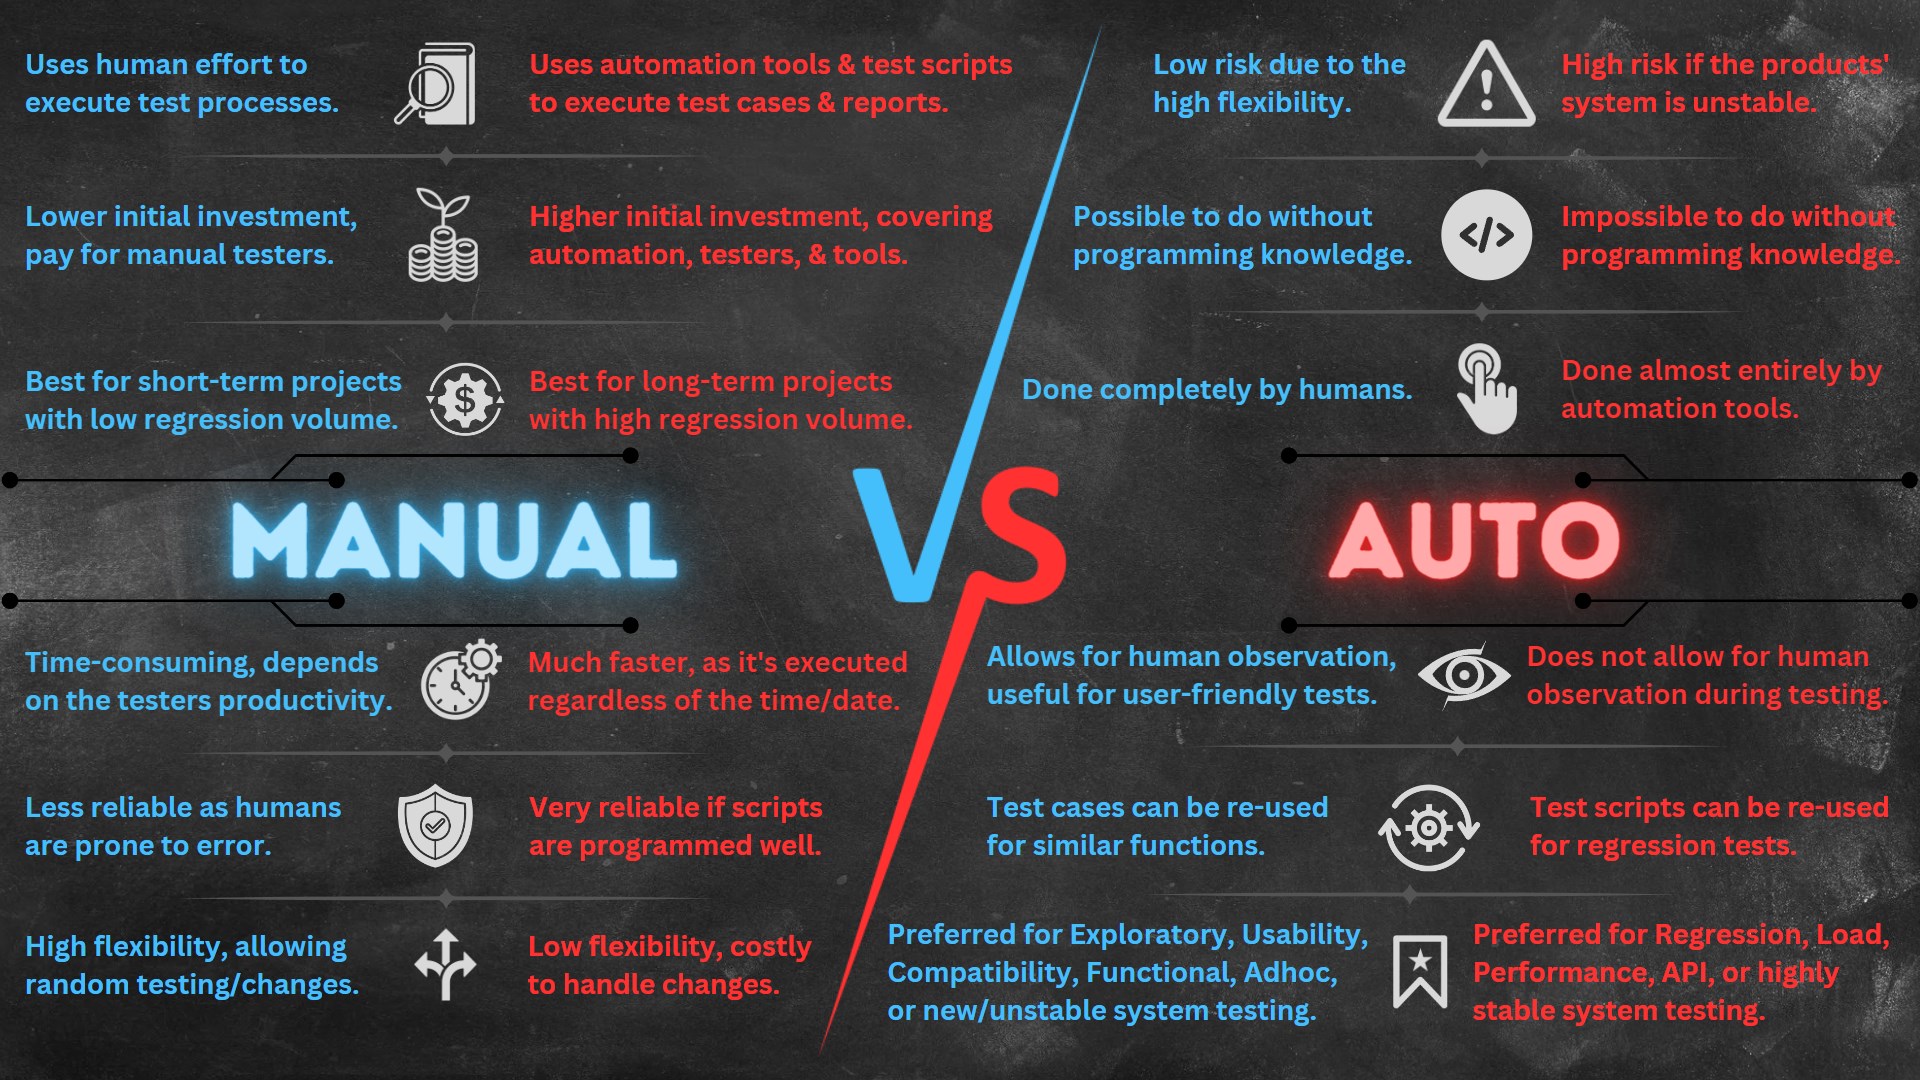 Uses human effort to
execute test processes.
Uses automation tools & test scripts
to execute test cases & reports.
Lower initial investment,
pay for manual testers.
Higher initial investment, covering
automation, testers, & tools.
Best for short-term projects
with low regression volume.
$
Best for long-term projects
with high regression volume.
Low risk due to the
high flexibility.
!
High risk if the products'
system is unstable.
Possible to do without
programming knowledge.
</>
Impossible to do without
programming knowledge.
Done completely by humans.
Done almost entirely by
automation tools.
MANUAL
VS
AUTO
Time-consuming, depends
on the testers productivity.
Much faster, as it's executed
regardless of the time/date.
Less reliable as humans
are prone to error.
Very reliable if scripts
are programmed well.
High flexibility, allowing
random testing/changes.
Low flexibility, costly
to handle changes.
Allows for human observation,
useful for user-friendly tests.
Does not allow for human
observation during testing.
Test cases can be re-used
for similar functions.
Test scripts can be re-used
for regression tests.
Preferred for Exploratory, Usability,
Compatibility, Functional, Adhoc,
or new/unstable system testing.
Preferred for Regression, Load,
Performance, API, or highly
stable system testing.